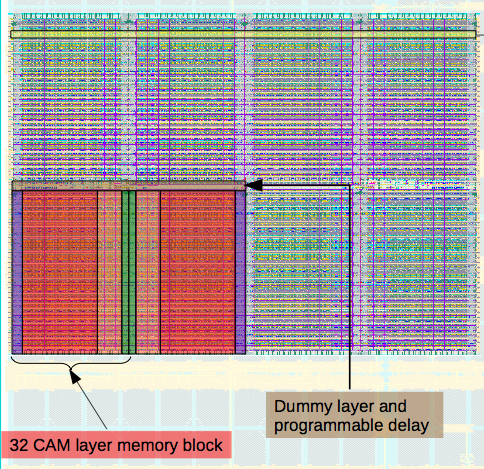 Dummy layer and
programmable delay
32 CAM layer memory block